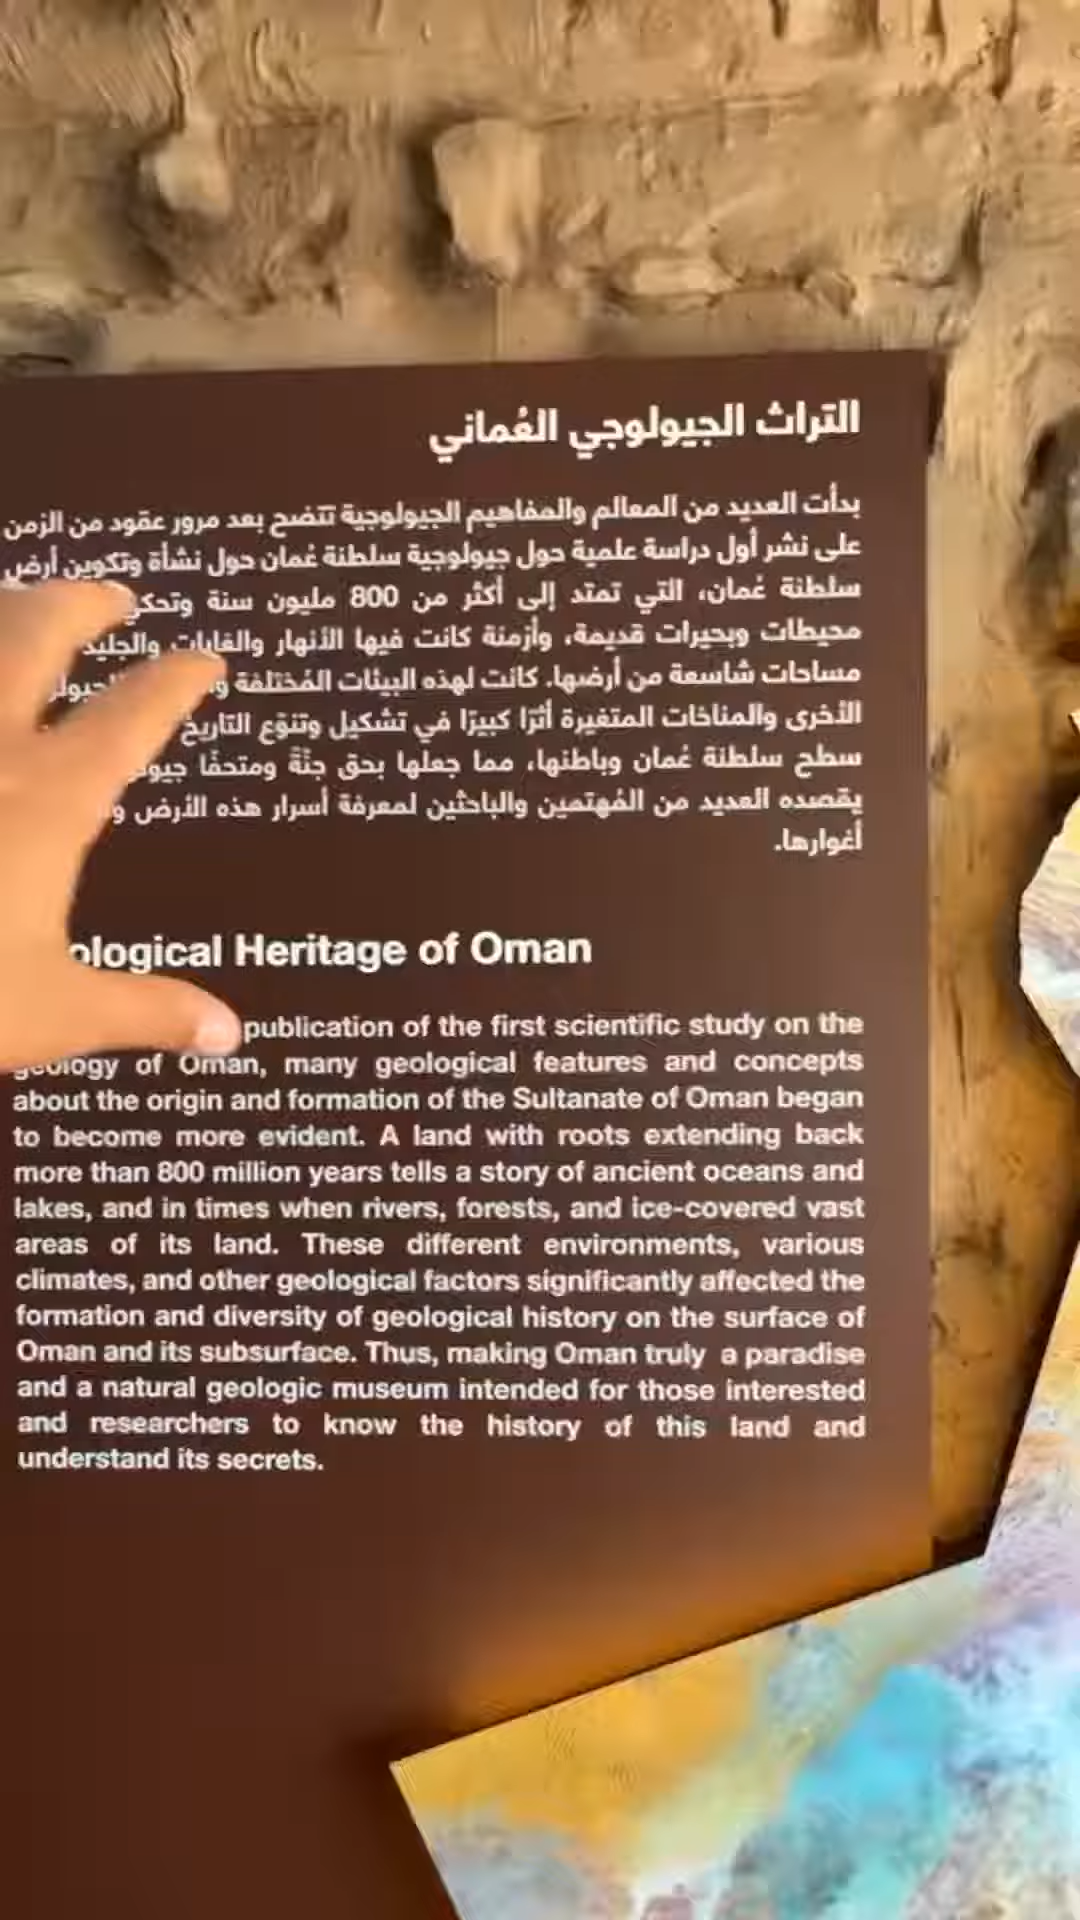 التراث الجيولوجي العُماني
بدأت العديد من المعالم والمفاهيم الجيولوجية تتضح بعد مرور عقود من الزمن
على نشر أول دراسة علمية حول جيولوجية سلطنة عُمان حول نشأة وتكوين أرض
سلطنة عُمان، التي تمتد إلى أكثر من 800 مليون سنة وتحكي
محيطات وبحيرات قديمة، وأزمنة كانت فيها الأنهار والغابات والجليد
مساحات شاسعة من أرضها. كانت لهذه البيئات المُختلفة
الأخرى والمناخات المتغيرة أثرًا كبيرًا في تشكيل وتنوّع التاريخ
سطح سلطنة عُمان وباطنها، مما جعلها بحق جنّةً ومتحفًا
يقصده العديد من المُهتمين والباحثين لمعرفة أسرار هذه الأرض
أغوارها.
ological Heritage of Oman
publication of the first scientific study on the
geology of Oman, many geological features and concepts
about the origin and formation of the Sultanate of Oman began
to become more evident. A land with roots extending back
more than 800 million years tells a story of ancient oceans and
lakes, and in times when rivers, forests, and ice-covered vast
areas of its land. These different environments, various
climates, and other geological factors significantly affected the
formation and diversity of geological history on the surface of
Oman and its subsurface. Thus, making Oman truly a paradise
and a natural geologic museum intended for those interested
and researchers to know the history of this land and
understand its secrets.